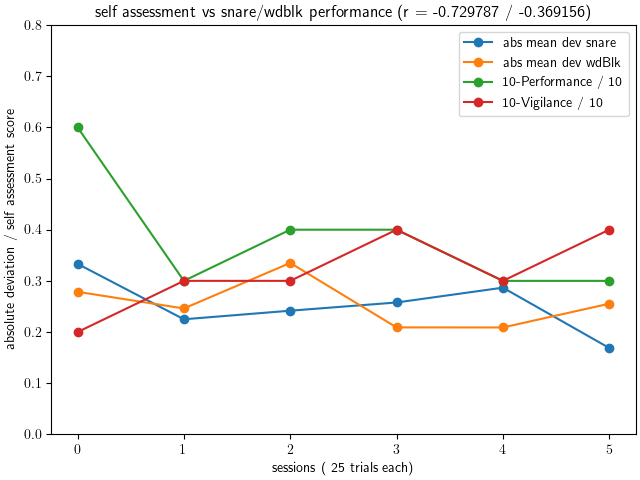 self assessment vs snare/wdblk performance (r = -0.729787 / -0.369156)
abs mean dev snare
abs mean dev wdBlk
10-Performance / 10
10-Vigilance / 10
absolute deviation / self assessment score
0.8
0.7
0.6
0.5
0.4
0.3
0.2
0.1
0.0
0 1 2 3 4 5
sessions ( 25 trials each)